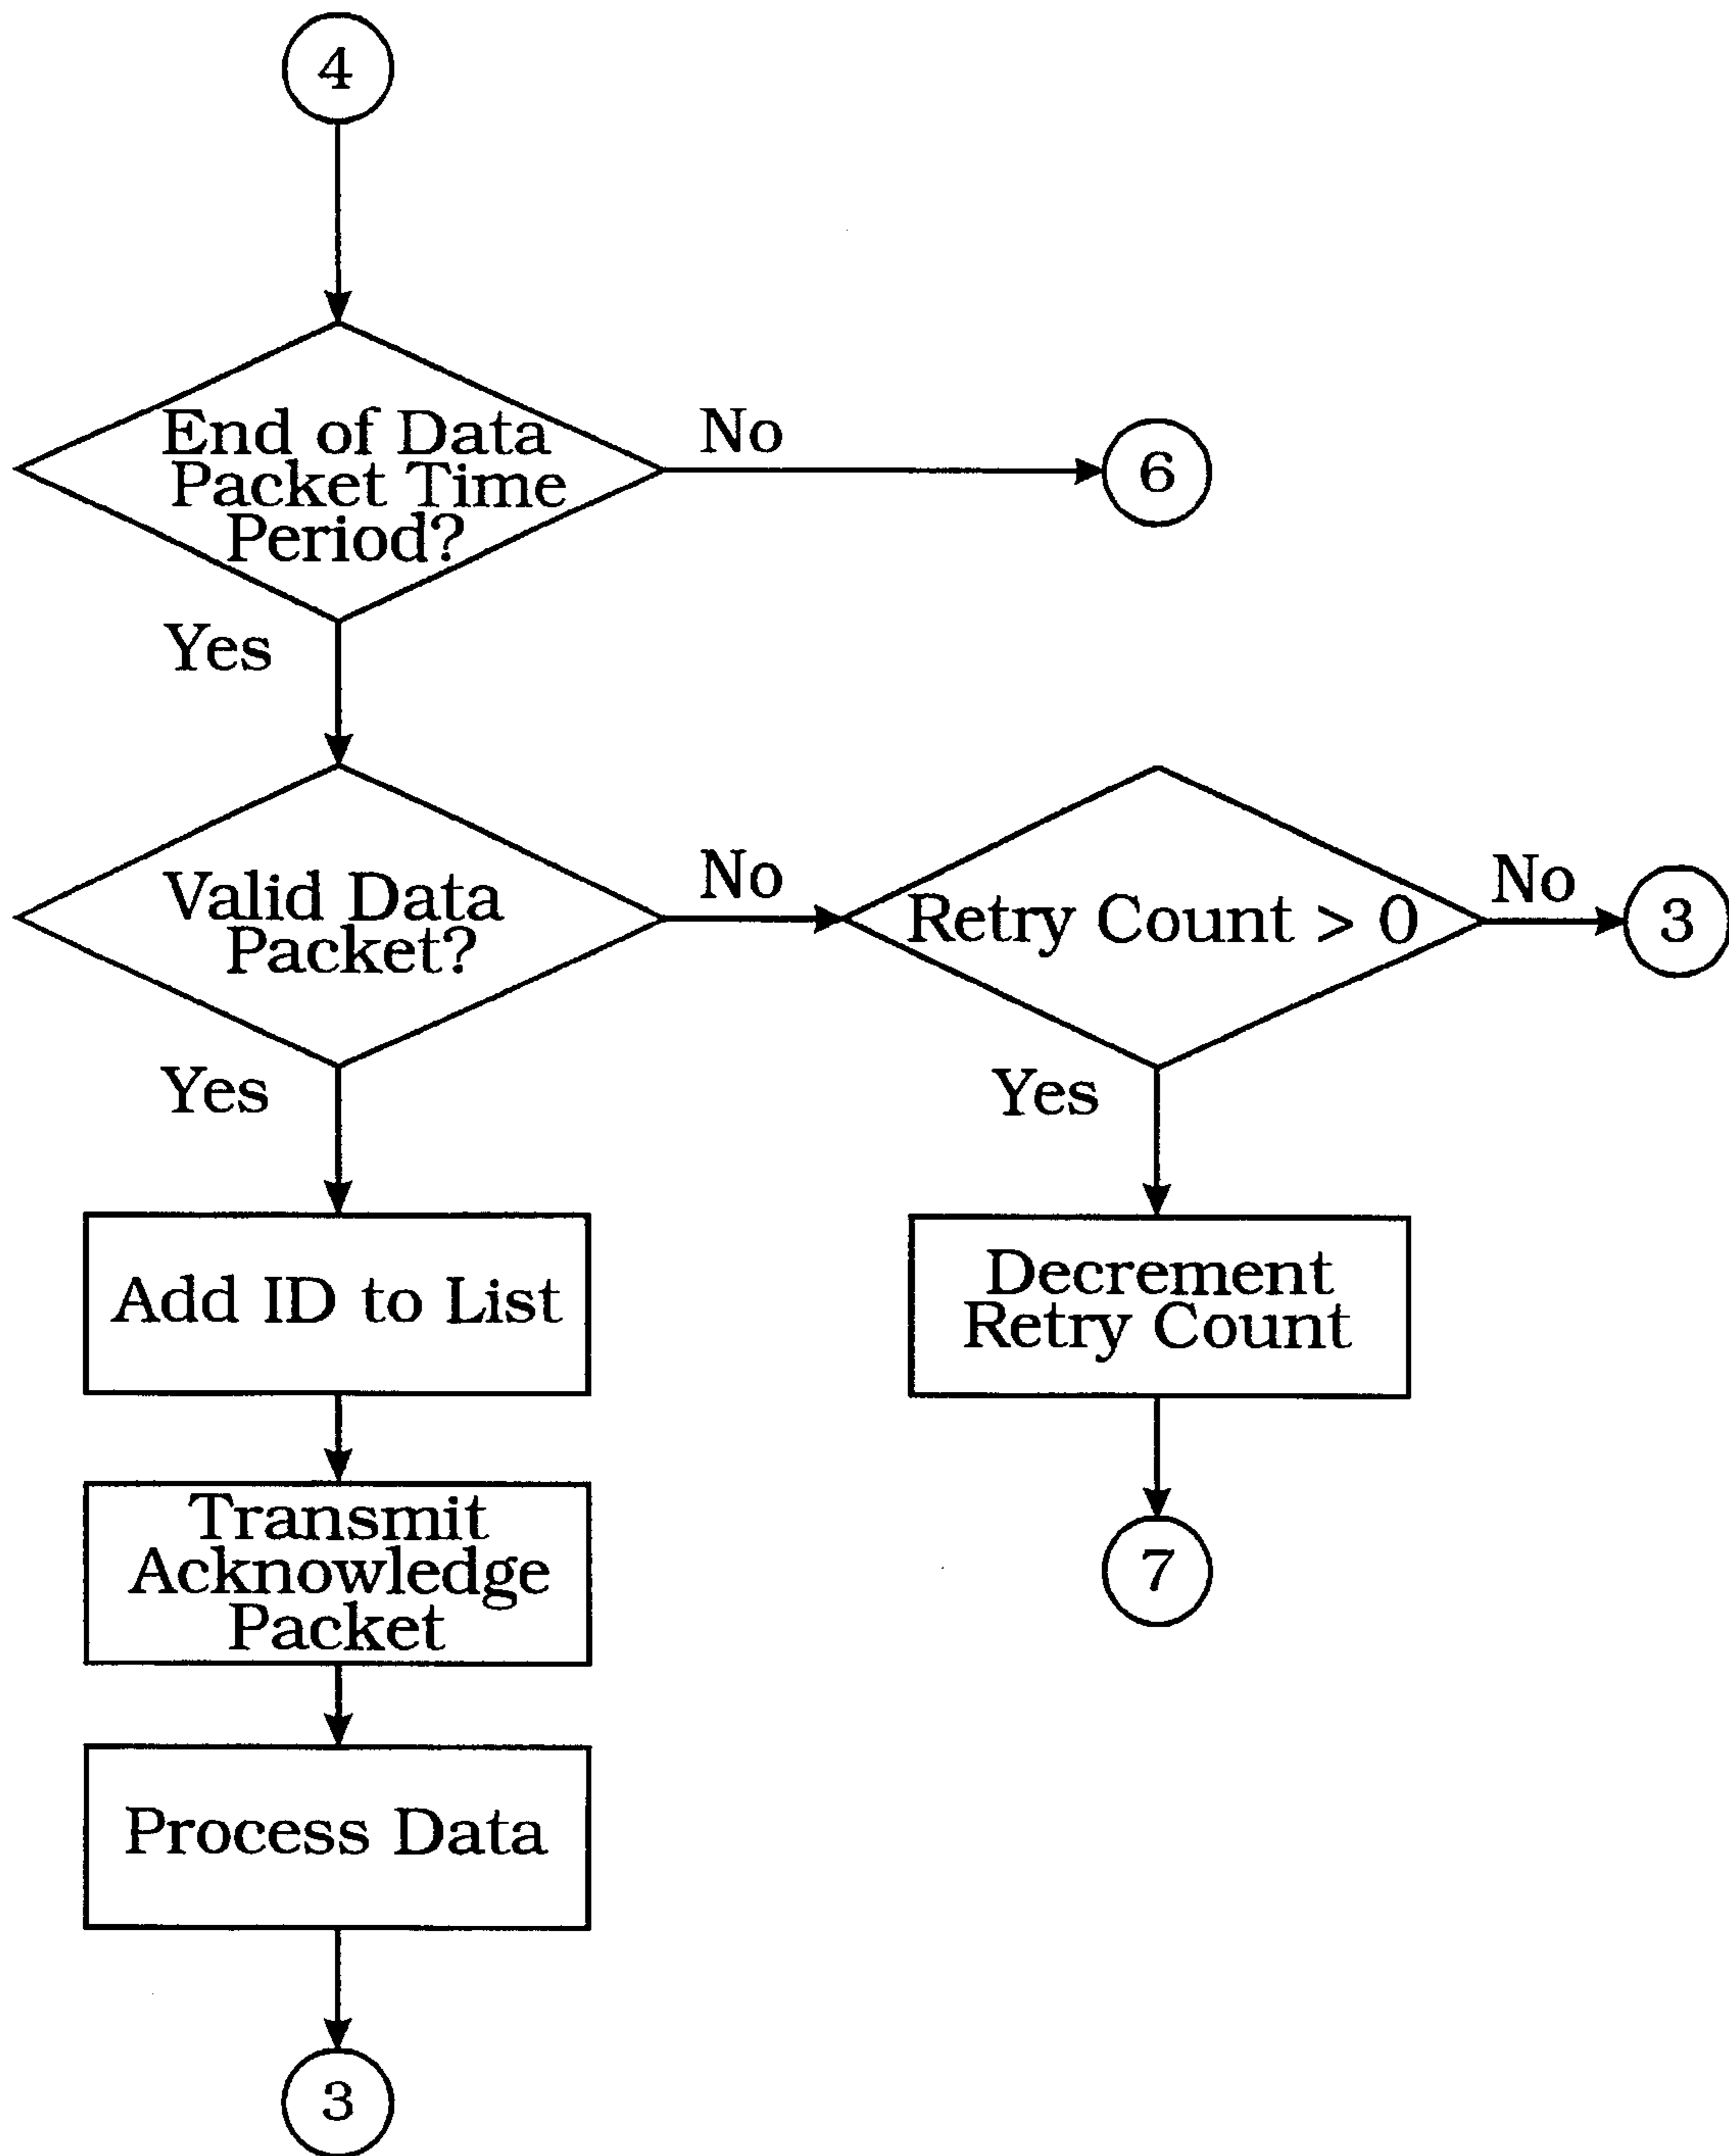 4
End of Data
Packet Time
Period?
No
6
Yes
Valid Data
Packet?
No
Retry Count > 0
No
3
Yes
Yes
Add ID to List
Decrement
Retry Count
Transmit
Acknowledge
Packet
7
Process Data
3